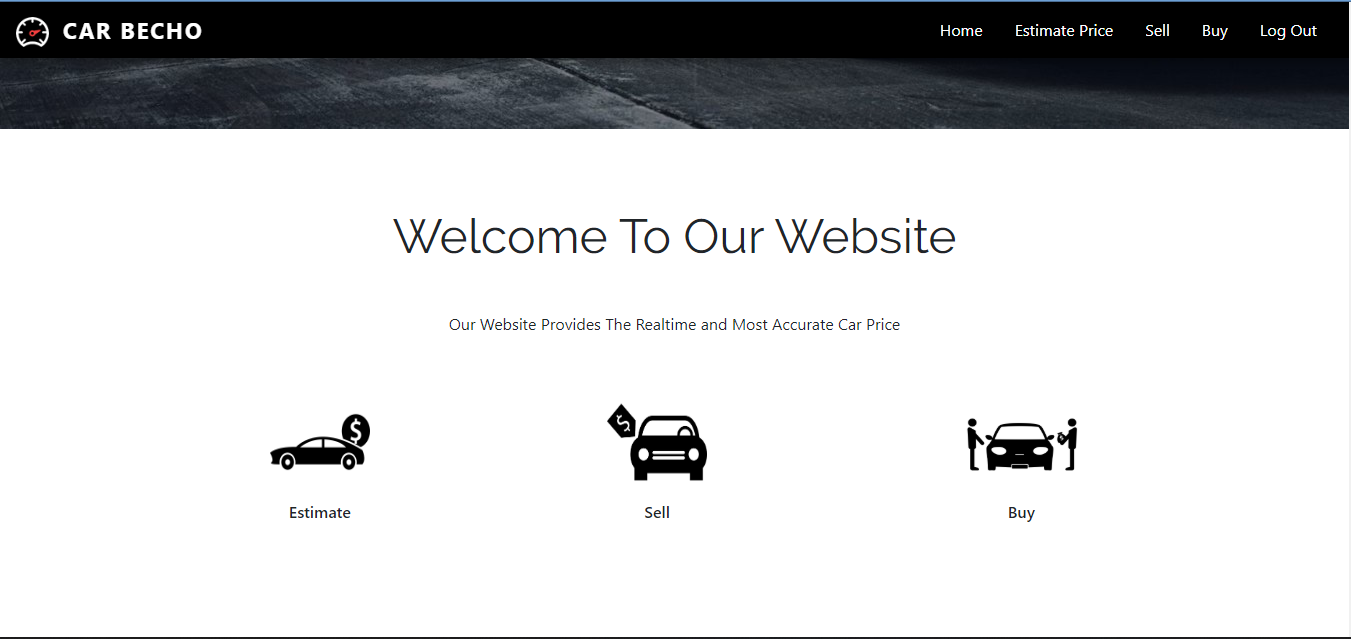 CAR BECHO
Home Estimate Price Sell Buy Log Out
Welcome To Our Website
Our Website Provides The Realtime and Most Accurate Car Price
$
$
Estimate
Sell
Buy